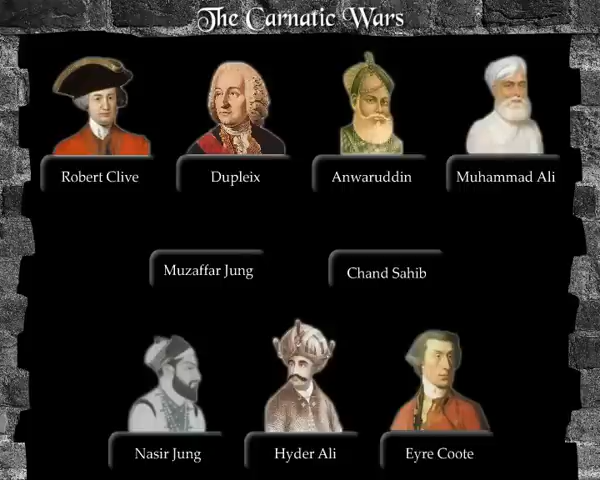 The Carnatic Wars
Robert Clive
Dupleix
Anwaruddin
Muhammad Ali
Muzaffar Jung
Chand Sahib
Nasir Jung
Hyder Ali
Eyre Coote